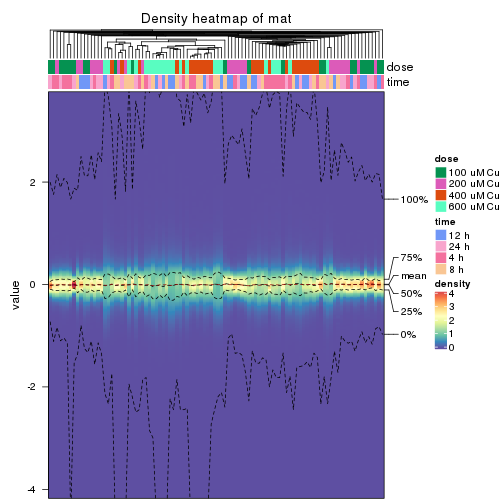 Density heatmap of mat
dose
time
value
2
0
-2
-4
100%
75%
mean
50%
25%
0%
dose
100 uM Cu
200 uM Cu
400 uM Cu
600 uM Cu
time
12 h
24 h
4 h
8 h
density
4
3
2
1
0